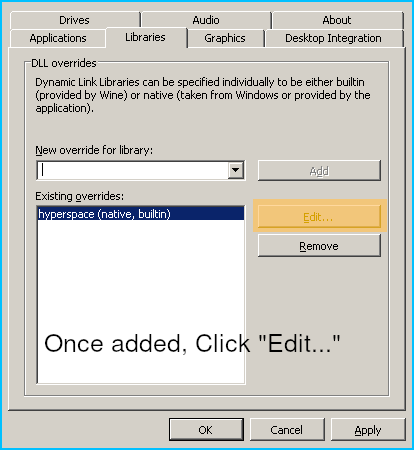 Drives Audio About
Applications Libraries Graphics Desktop Integration
DLL overrides
Dynamic Link Libraries can be specified individually to be either builtin
(provided by Wine) or native (taken from Windows or provided by the
application).
New override for library:
Add
Existing overrides:
hyperspace (native, builtin)
Edit...
Remove
Once added, Click "Edit..."
OK Cancel Apply